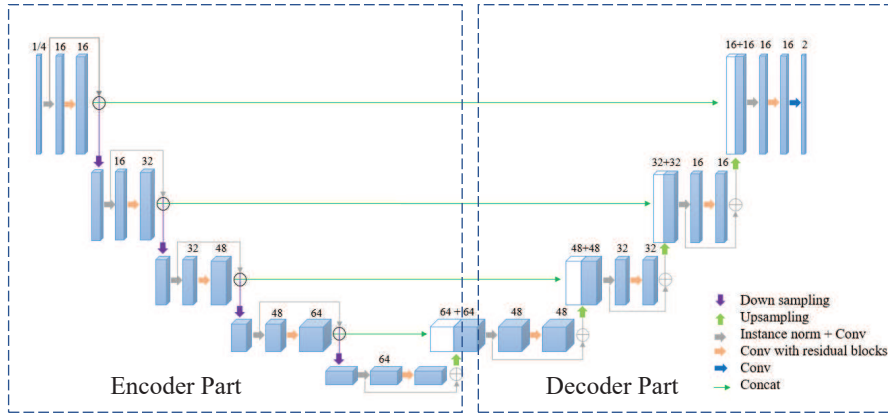 1/4 16 16
16+16 16 16 2
16 32
32+32 16 16
32 48
48+48 32 32
48 64
64 + 64 48 48
64
Down sampling
Upsampling
Instance norm + Conv
Conv with residual blocks
Conv
Concat
Encoder Part
Decoder Part